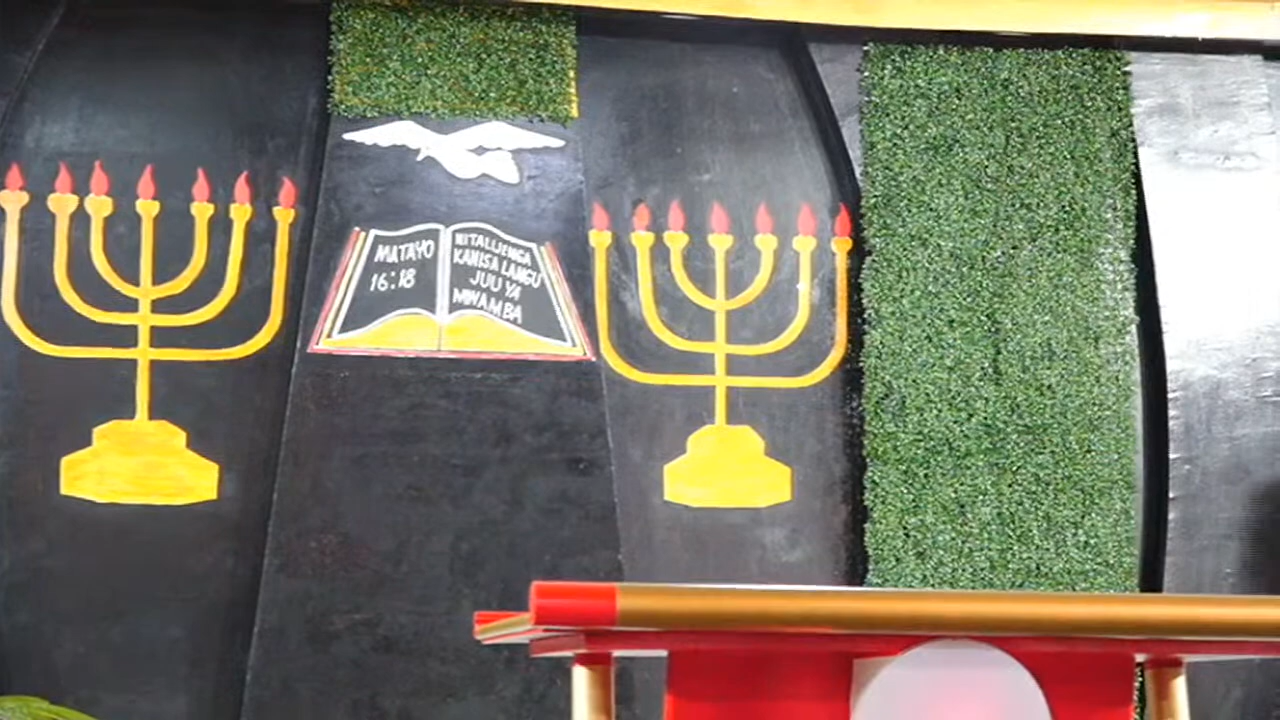 MATAYO
16:18
NITALIJENGA
KANISA LANGU
JUU YA
MWAMBA